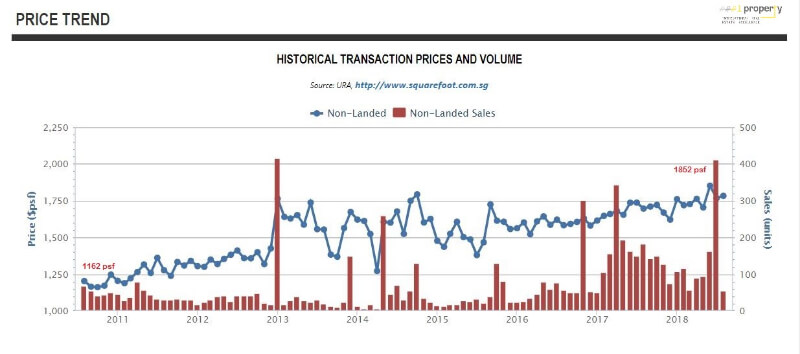 PRICE TREND
property
HISTORICAL TRANSACTION PRICES AND VOLUME
Source: URA, http://www.squarefoot.com.sg
Non-Landed Non-Landed Sales
2,250 500
2,000 400
1852 psf
1,750 300
1,500 200
1162 psf
1,250 100
1,000 0
Price ($psf)
Sales (units)
2011 2012 2013 2014 2015 2016 2017 2018